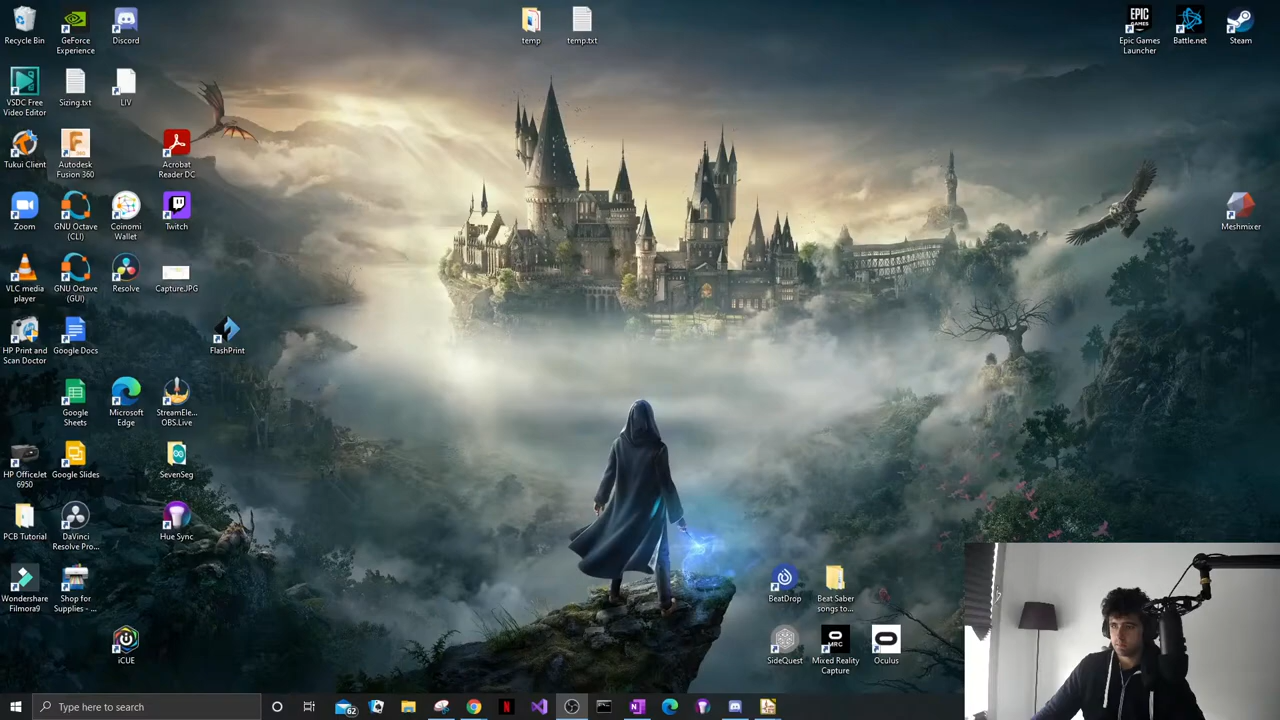 Recycle Bin
GeForce
Experience
Discord
temp
temp.txt
EPIC
GAMES
Epic Games
Launcher
Battle.net
Steam
VSDC Free
Video Editor
Sizing.txt
LIV
Tukui Client
Autodesk
Fusion 360
Acrobat
Reader DC
Zoom
GNU Octave
(CLI)
Coinomi
Wallet
Twitch
Meshmixer
VLC media
player
GNU Octave
(GUI)
Resolve
Capture.JPG
HP Print and
Scan Doctor
Google Docs
FlashPrint
Google
Sheets
Microsoft
Edge
StreamEle...
OBS.Live
HP OfficeJet
6950
Google Slides
SevenSeg
PCB Tutorial
DaVinci
Resolve Pro...
Hue Sync
Wondershare
Filmora9
Shop for
Supplies - ...
BeatDrop
Beat Saber
songs to...
iCUE
SideQuest
MRC
Mixed Reality
Capture
Oculus
Type here to search
62